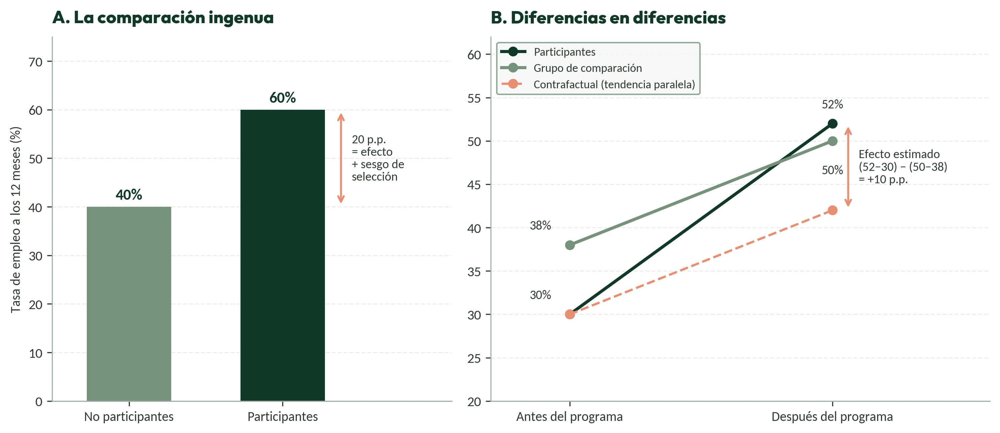 A. La comparación ingenua
Tasa de empleo a los 12 meses (%)
70
60
50
40
30
20
10
0
40%
60%
20 p.p.
= efecto
+ sesgo de
selección
No participantes
Participantes
B. Diferencias en diferencias
Participantes
Grupo de comparación
Contrafactual (tendencia paralela)
60
55
50
45
40
35
30
25
20
38%
30%
52%
50%
Efecto estimado
(52−30) − (50−38)
= +10 p.p.
Antes del programa
Después del programa